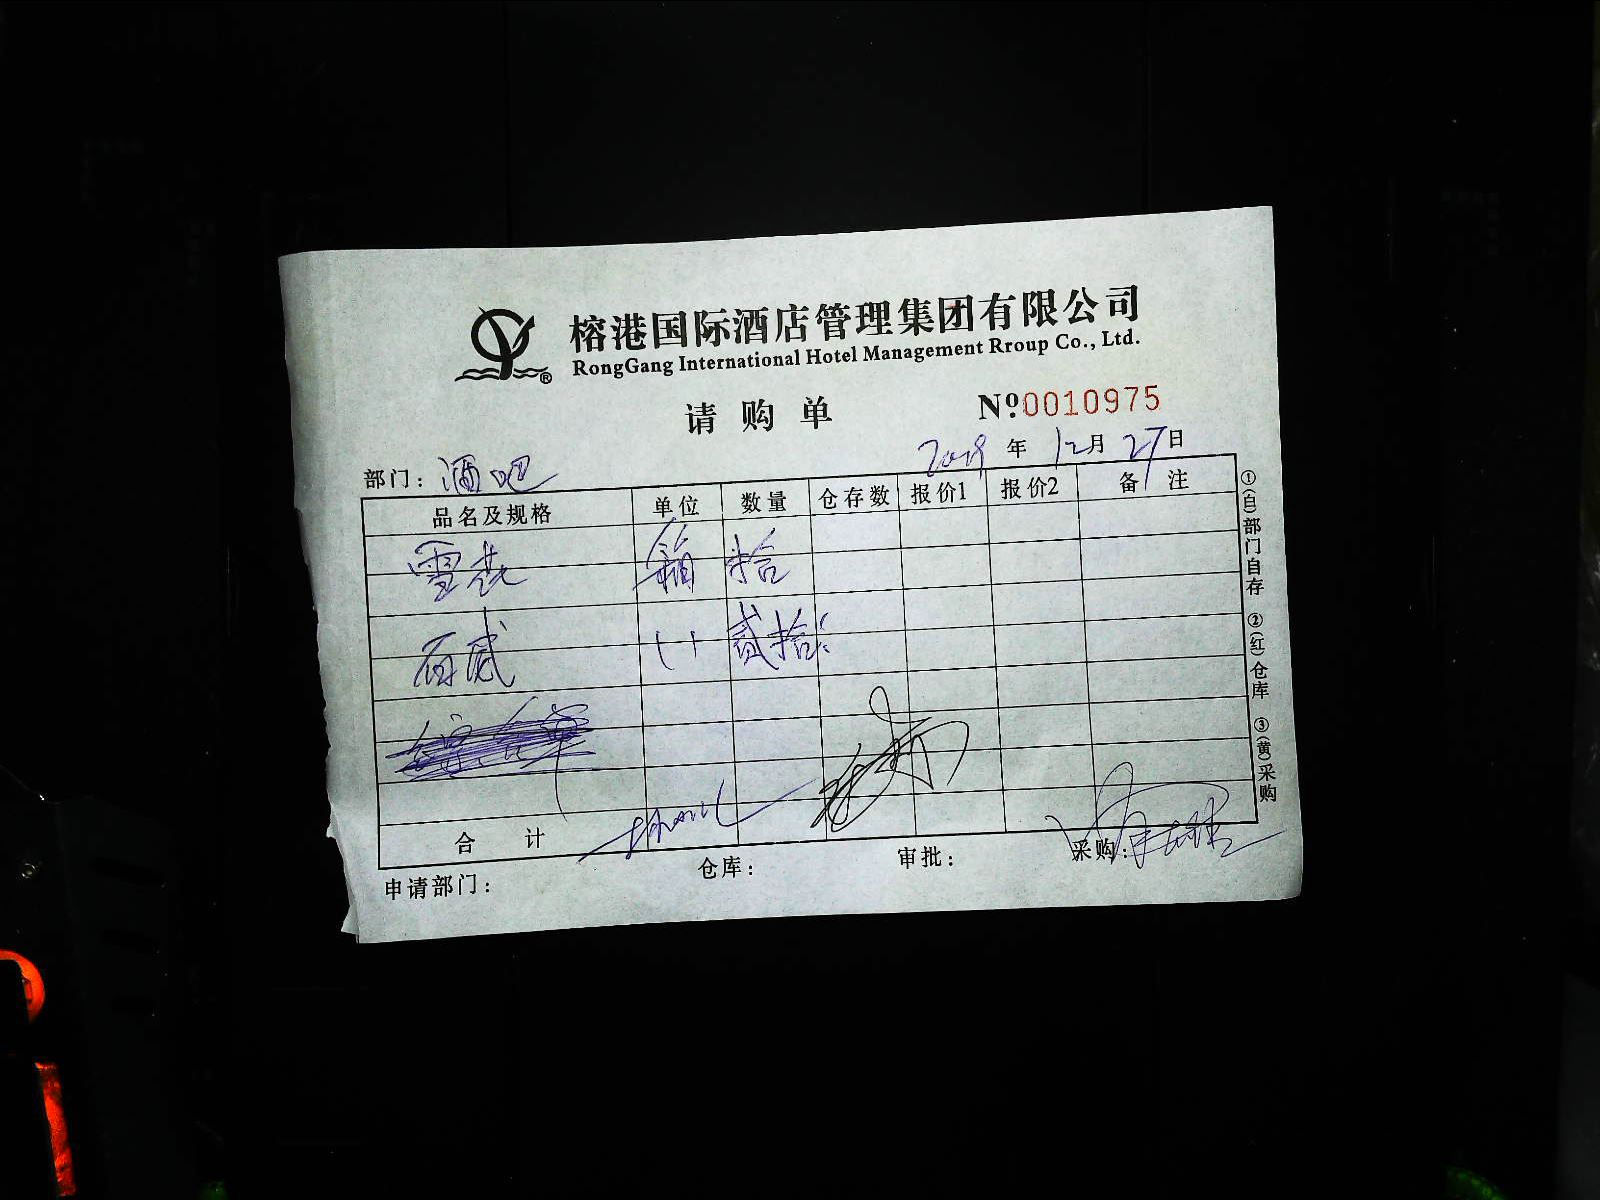 榕港国际酒店管理集团有限公司
RongGang International Hotel Management Rroup Co., Ltd.
®
请购单
№0010975
2019年12月27日
部门：酒吧
品名及规格 单位 数量 仓存数 报价1 报价2 备注
雪花 箱 拾
百威 〃 贰拾
合计
申请部门： 仓库： 审批： 采购：
①(白)部门自存 ②(红)仓库 ③(黄)采购